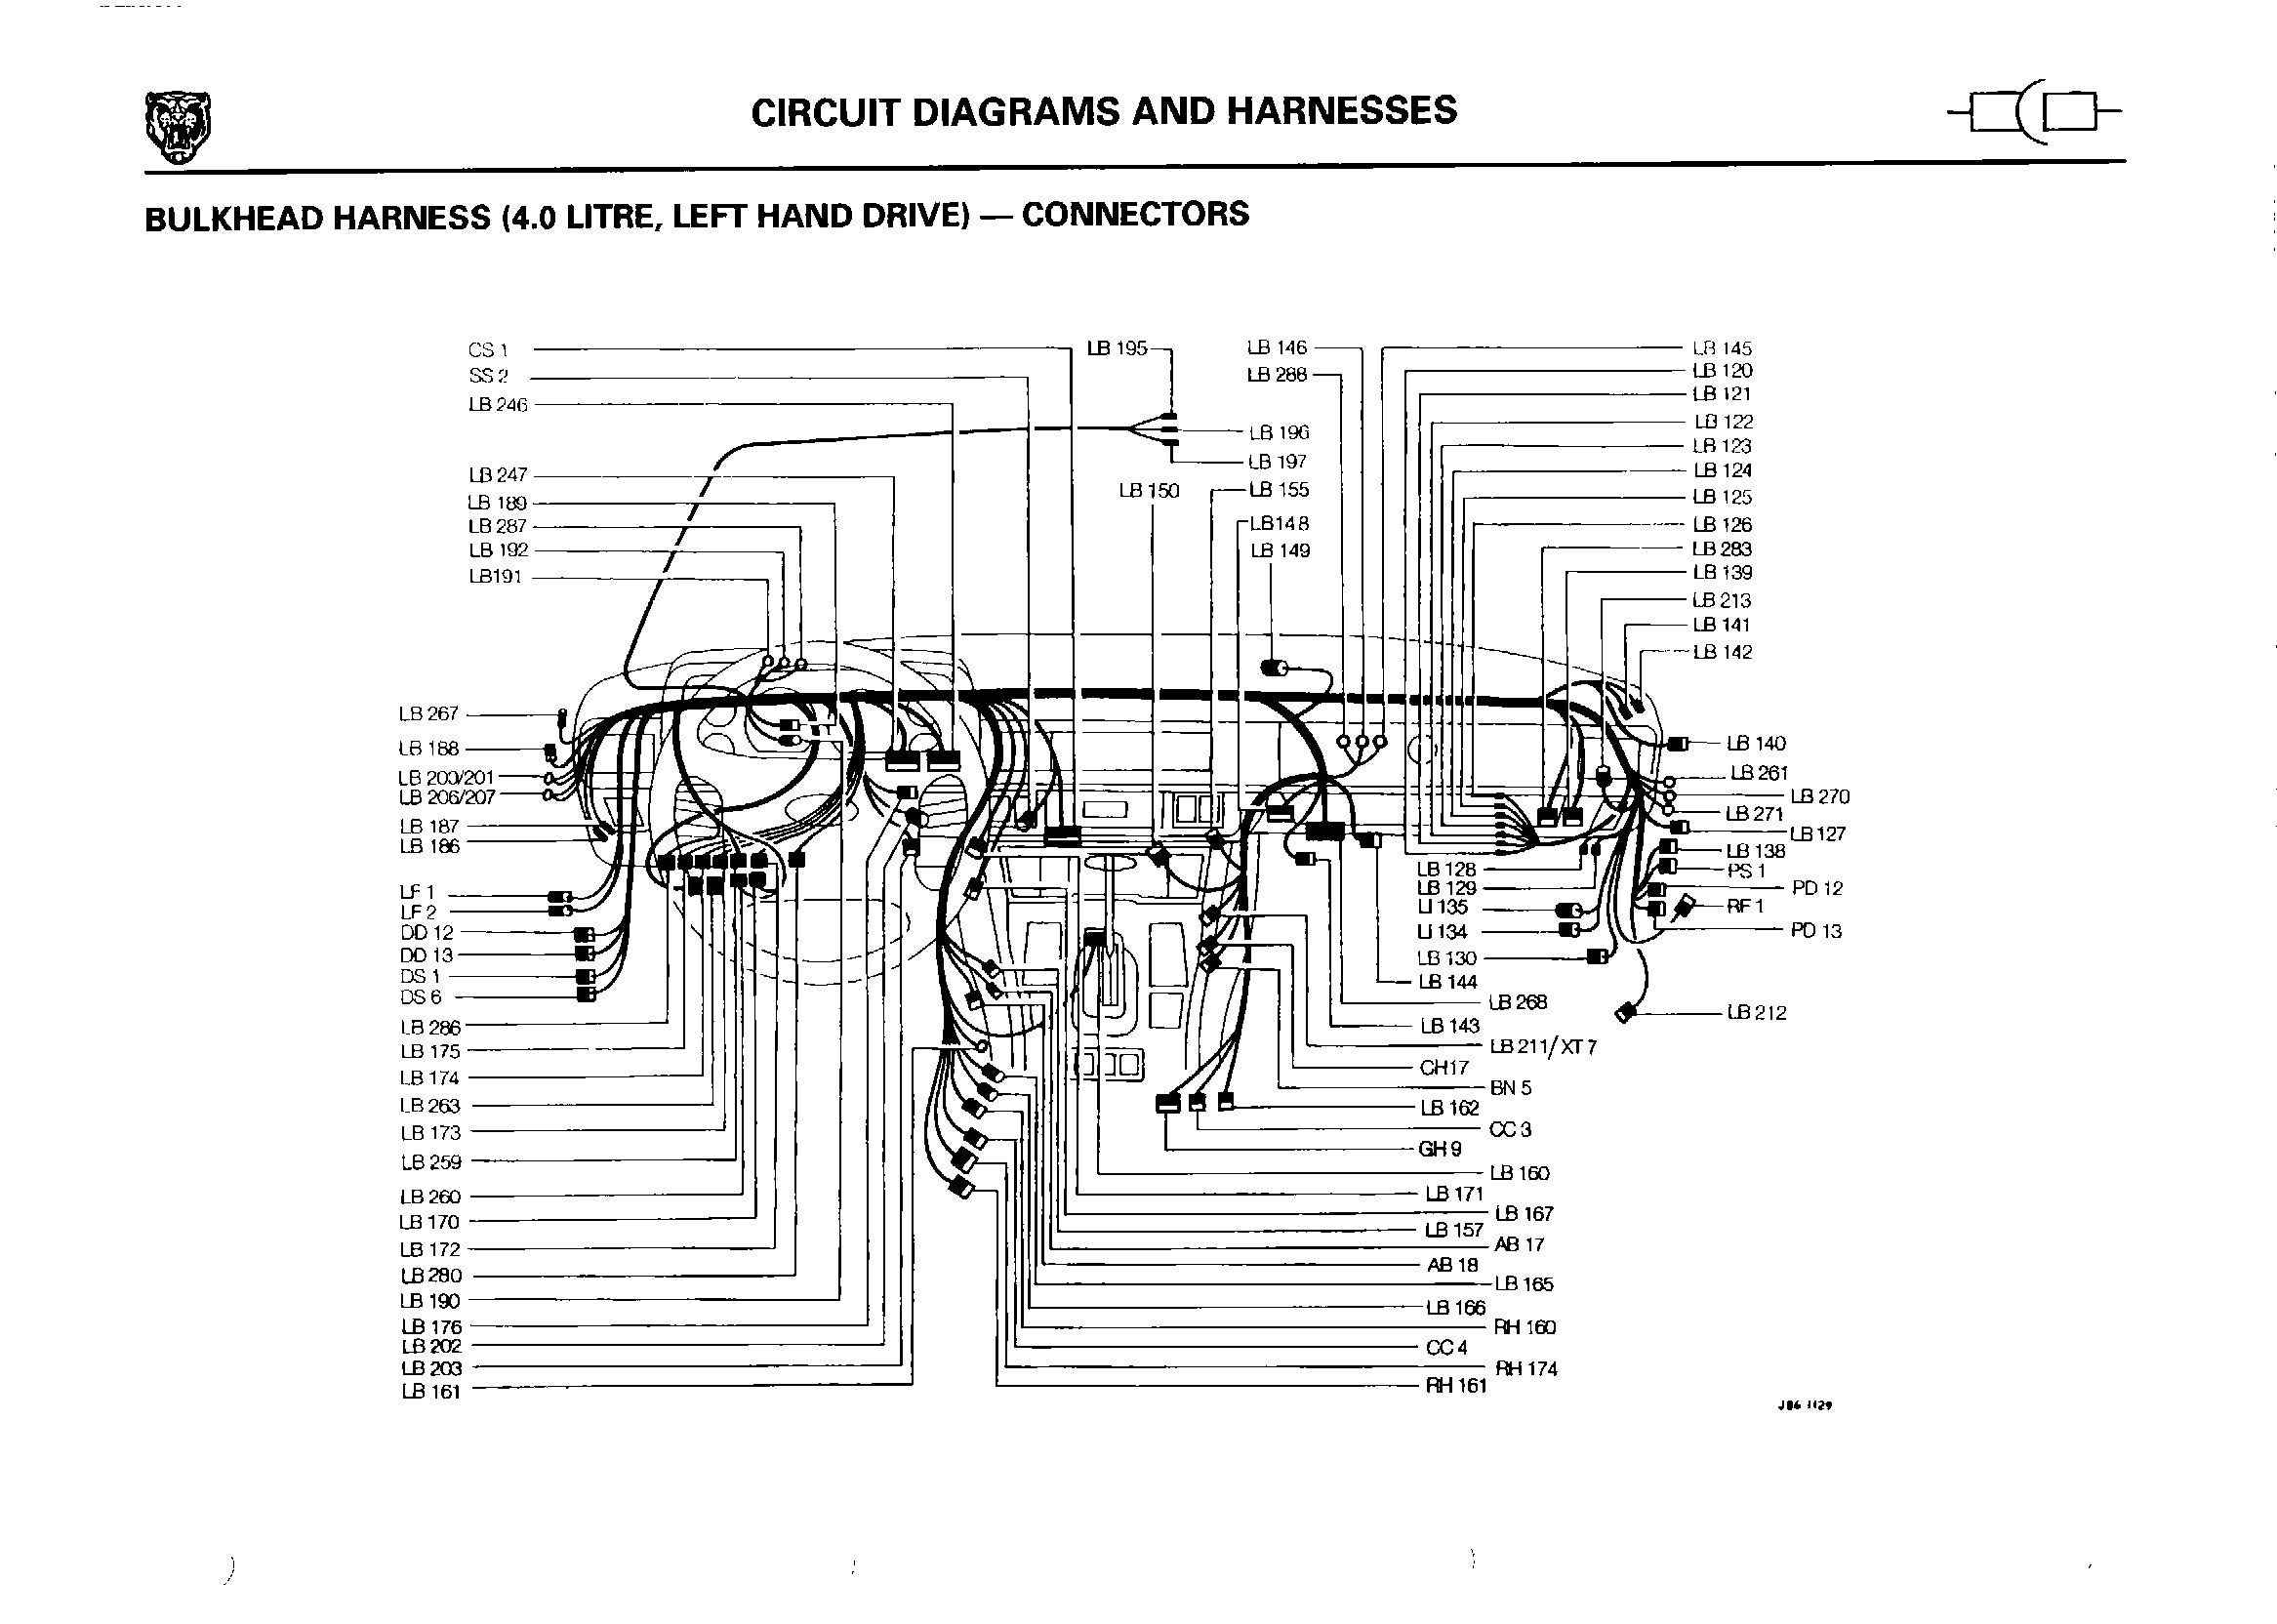 CIRCUIT DIAGRAMS AND HARNESSES
BULKHEAD HARNESS (4.0 LITRE, LEFT HAND DRIVE) — CONNECTORS
CS 1
SS 2
LB 246
LB 247
LB 189
LB 287
LB 192
LB191
LB 195
LB 196
LB 197
LB 150
LB 155
LB148
LB 149
LB 146
LB 288
LB 145
LB 120
LB 121
LB 122
LB 123
LB 124
LB 125
LB 126
LB 283
LB 139
LB 213
LB 141
LB 142
LB 267
LB 188
LB 200/201
LB 206/207
LB 187
LB 186
LF 1
LF 2
DD 12
DD 13
DS 1
DS 6
LB 286
LB 175
LB 174
LB 263
LB 173
LB 259
LB 260
LB 170
LB 172
LB 280
LB 190
LB 176
LB 202
LB 203
LB 161
LB 140
LB 261
LB 270
LB 271
LB 127
LB 138
PS 1
PD 12
RF 1
PD 13
LB 212
LB 128
LB 129
LI 135
LI 134
LB 130
LB 144
LB 268
LB 143
LB 211/XT 7
CH17
BN 5
LB 162
CC 3
GH 9
LB 160
LB 171
LB 167
LB 157
AB 17
AB 18
LB 165
LB 166
RH 160
CC 4
RH 174
RH 161
J86 1129